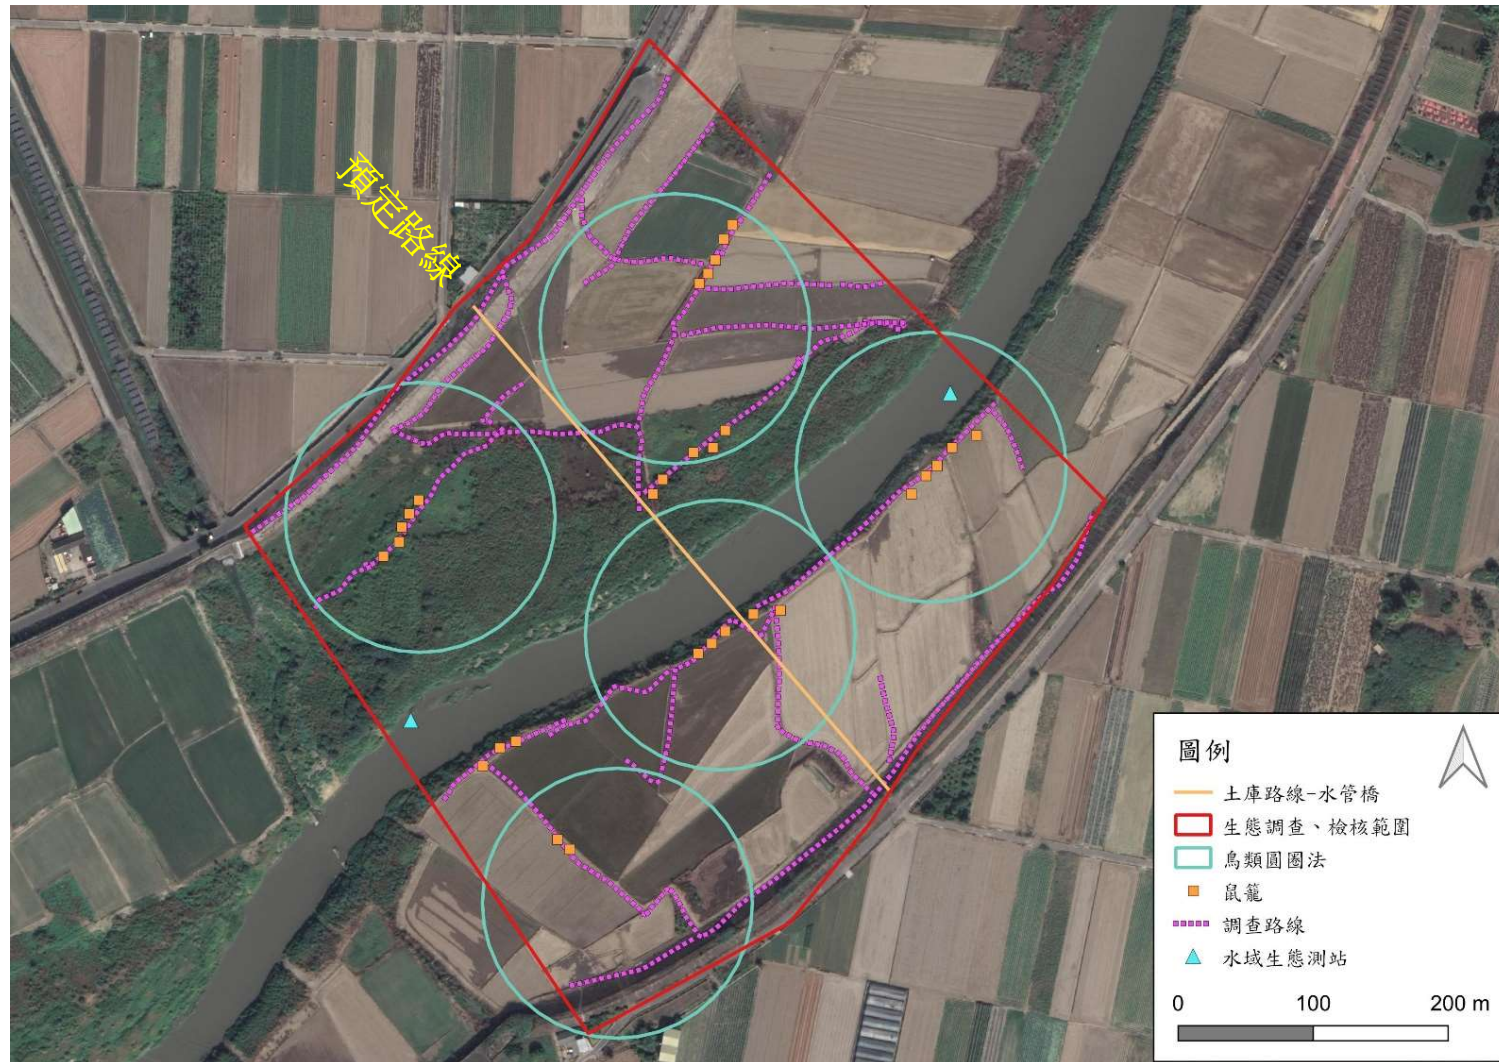 預定路線
圖例
土庫路線-水管橋
生態調查、檢核範圍
鳥類圓圈法
鼠籠
調查路線
水域生態測站
0 100 200 m